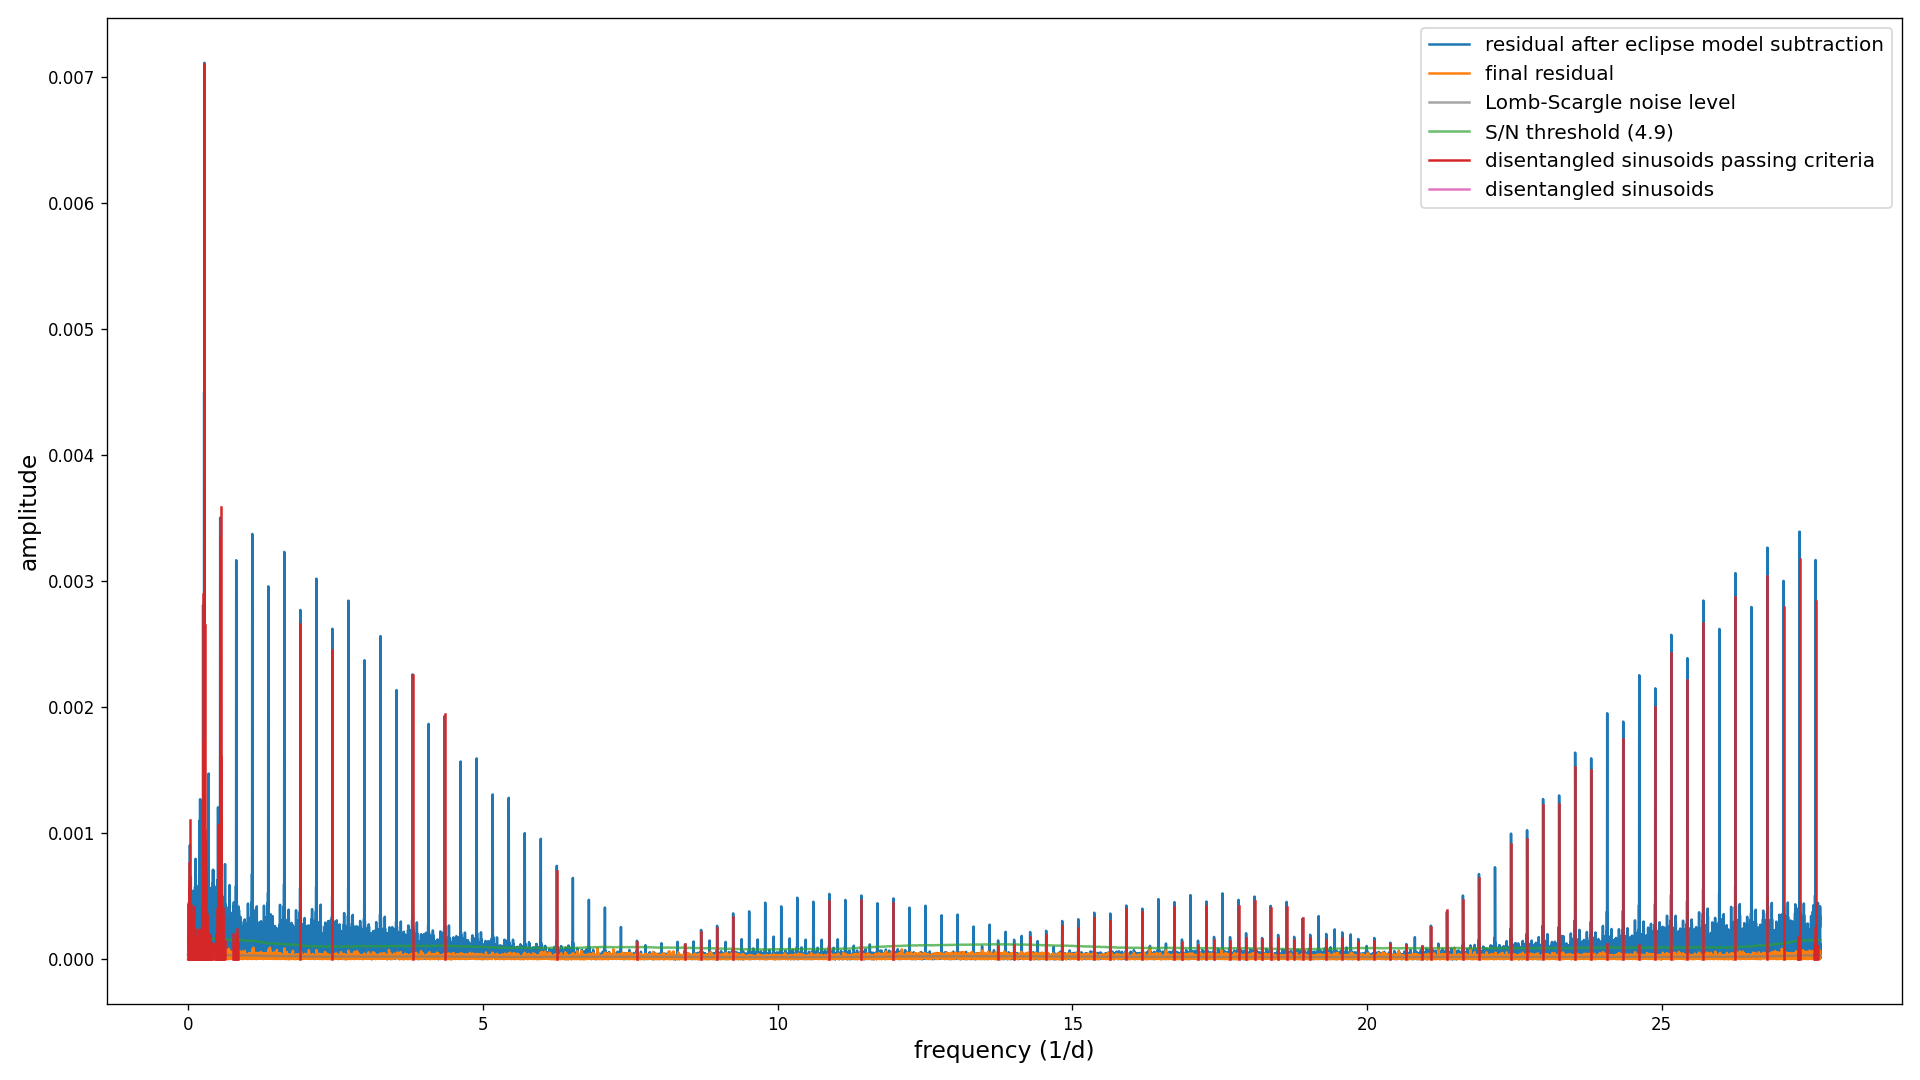 residual after eclipse model subtraction
final residual
Lomb-Scargle noise level
S/N threshold (4.9)
disentangled sinusoids passing criteria
disentangled sinusoids
0.007
0.006
0.005
0.004
0.003
0.002
0.001
0.000
amplitude
0 5 10 15 20 25
frequency (1/d)